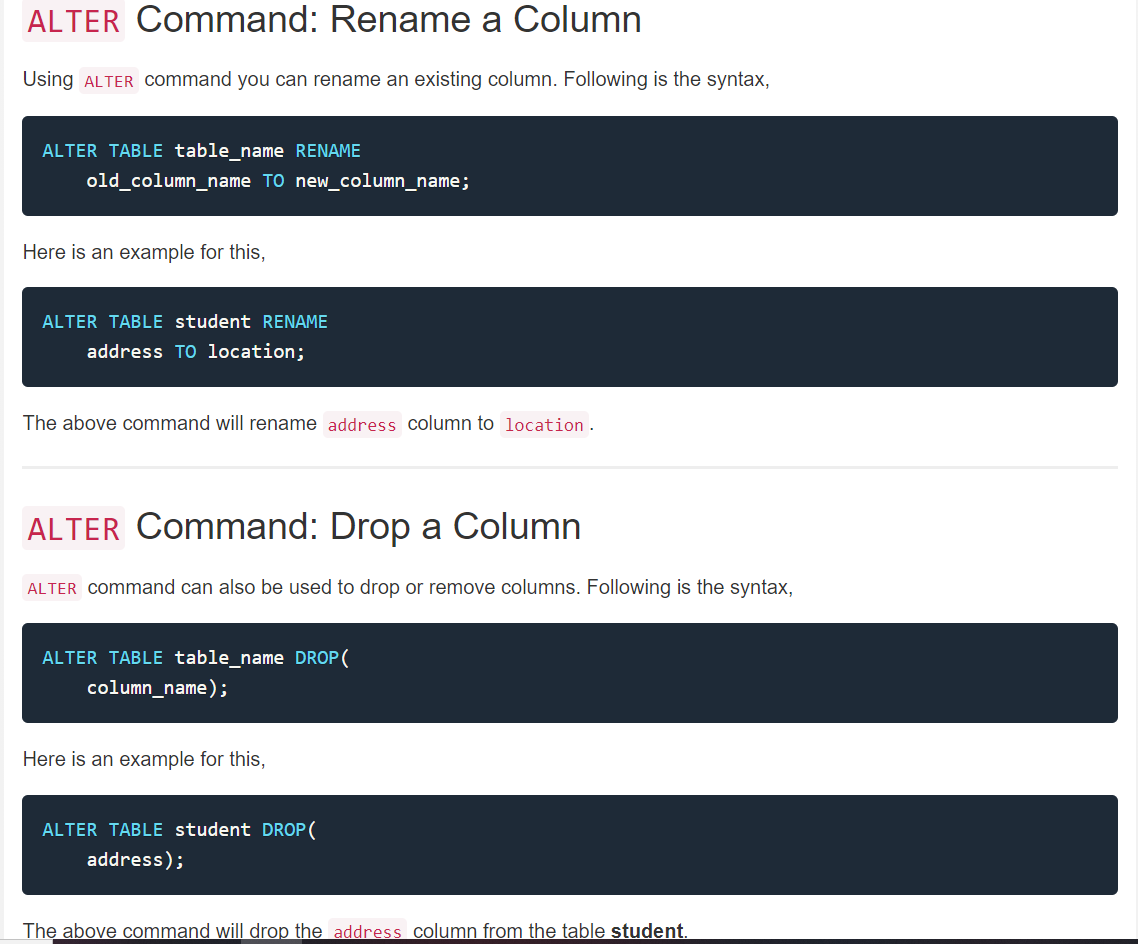 ALTER Command: Rename a Column
Using ALTER command you can rename an existing column. Following is the syntax,
ALTER TABLE table_name RENAME
old_column_name TO new_column_name;
Here is an example for this,
ALTER TABLE student RENAME
address TO location;
The above command will rename address column to location.
ALTER Command: Drop a Column
ALTER command can also be used to drop or remove columns. Following is the syntax,
ALTER TABLE table_name DROP(
column_name);
Here is an example for this,
ALTER TABLE student DROP(
address);
The above command will drop the address column from the table student.